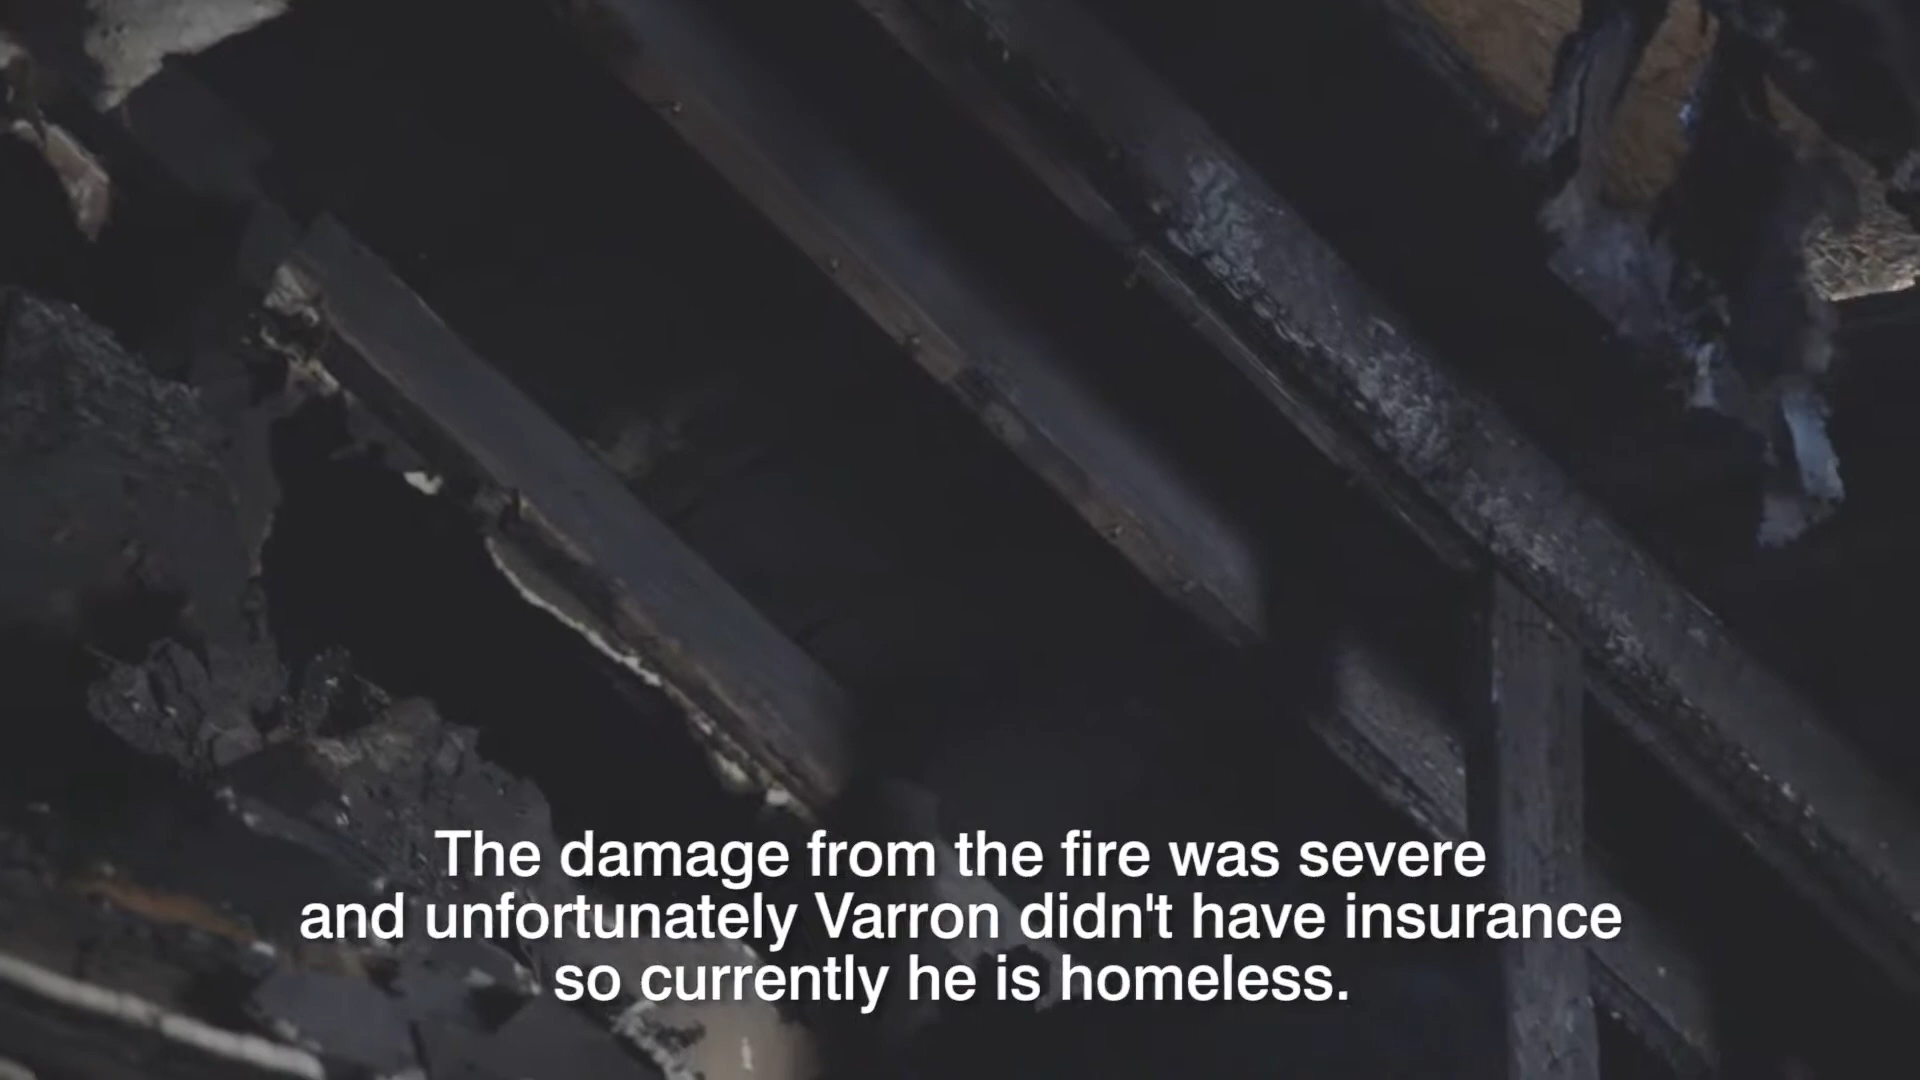 The damage from the fire was severe
and unfortunately Varron didn't have insurance
so currently he is homeless.